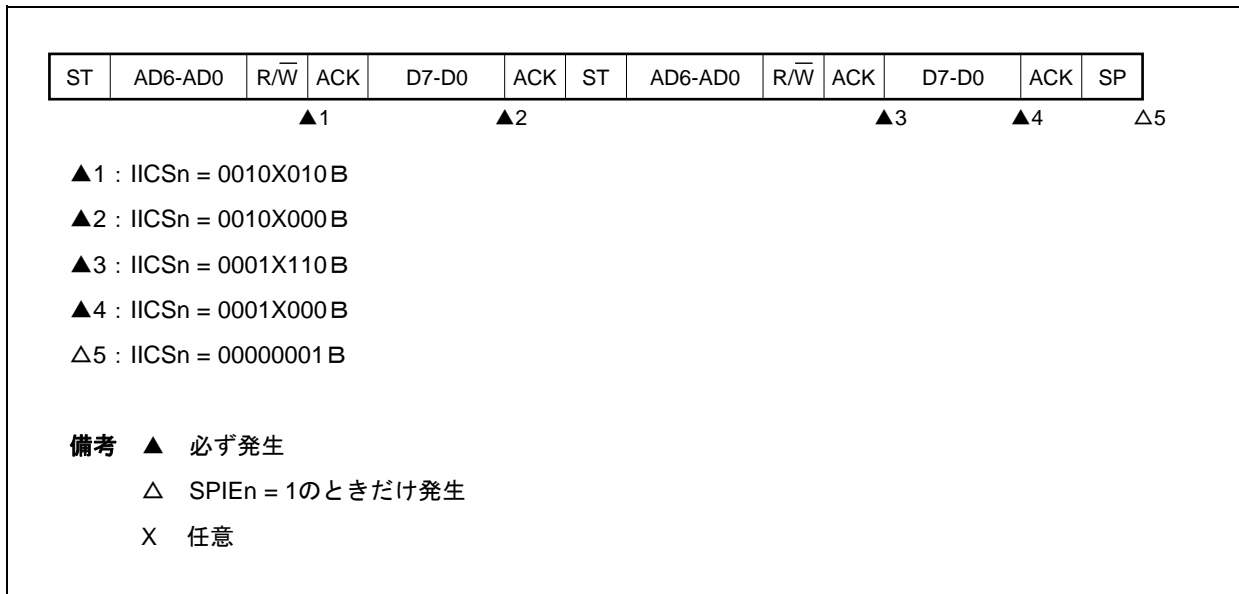 ST AD6-AD0 R/W̅ ACK D7-D0 ACK ST AD6-AD0 R/W̅ ACK D7-D0 ACK SP
▲1 ▲2 ▲3 ▲4 △5
▲1：IICSn = 0010X010B
▲2：IICSn = 0010X000B
▲3：IICSn = 0001X110B
▲4：IICSn = 0001X000B
△5：IICSn = 00000001B
備考 ▲ 必ず発生
△ SPIEn = 1のときだけ発生
X 任意